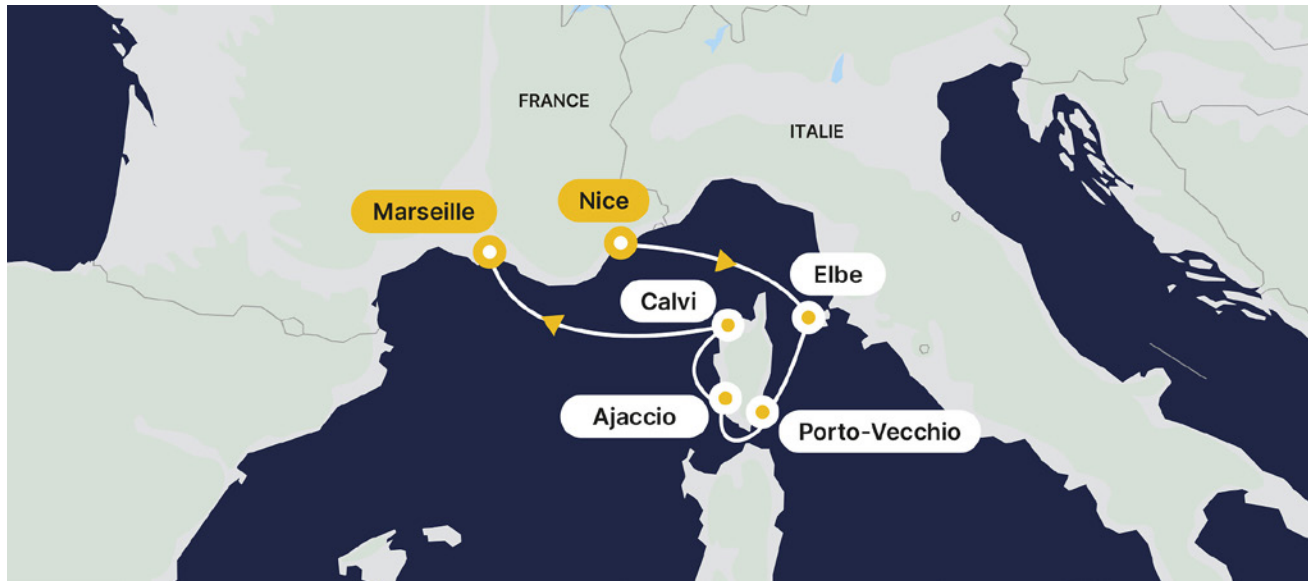 FRANCE
ITALIE
Nice
Marseille
Elbe
Calvi
Ajaccio
Porto-Vecchio